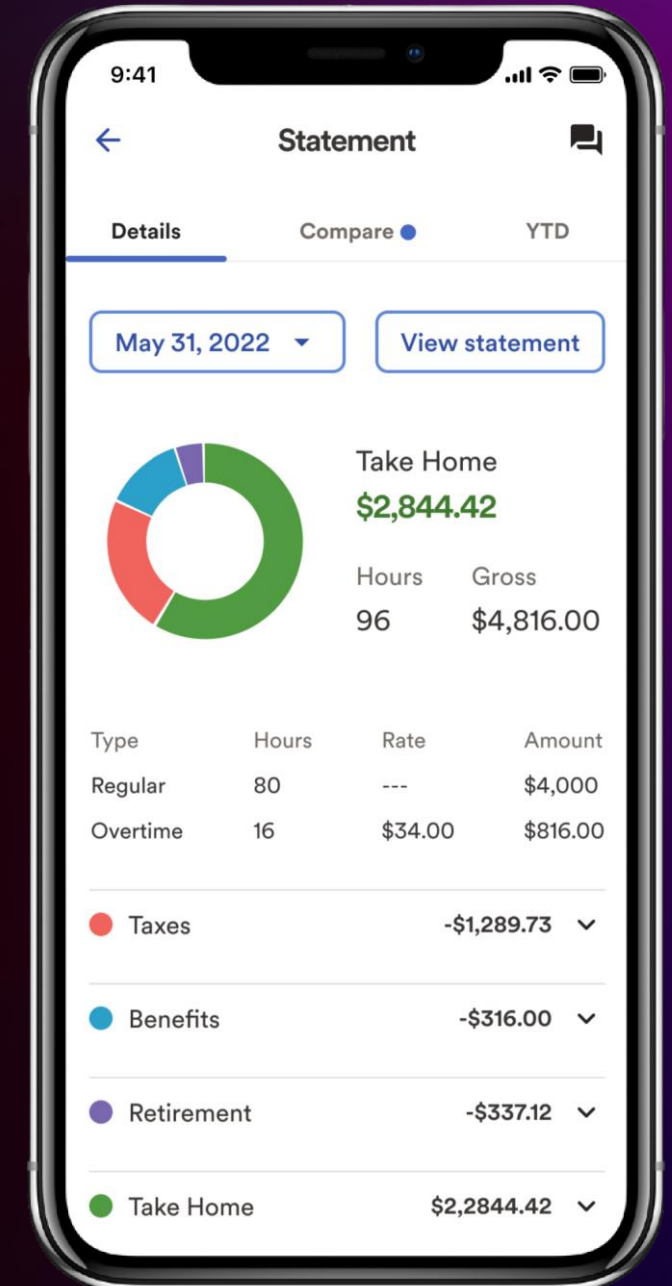 9:41
Statement
Details Compare YTD
May 31, 2022 View statement
Take Home
$2,844.42
Hours Gross
96 $4,816.00
Type Hours Rate Amount
Regular 80 --- $4,000
Overtime 16 $34.00 $816.00
Taxes -$1,289.73
Benefits -$316.00
Retirement -$337.12
Take Home $2,2844.42